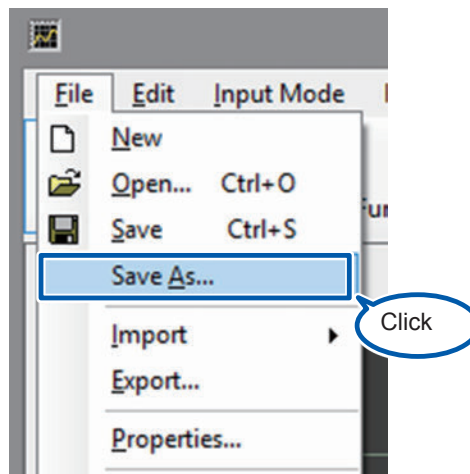 File Edit Input Mode
New
Open... Ctrl+O
Save Ctrl+S
Save As...
Click
Import
Export...
Properties...